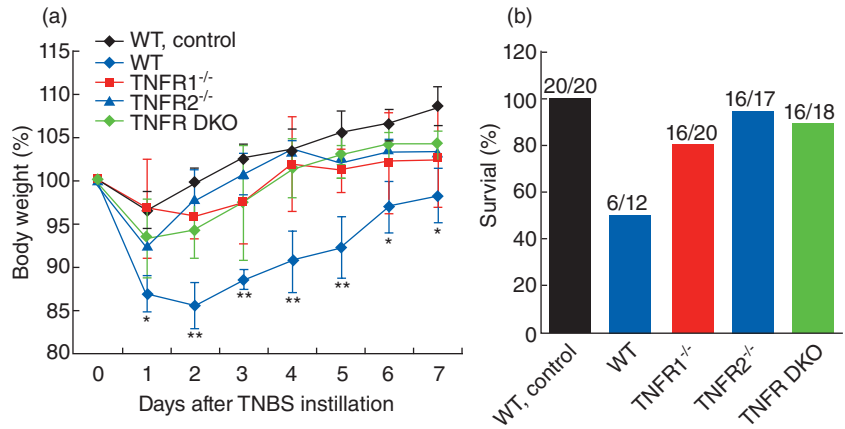 (a)
WT, control
WT
TNFR1-/-
TNFR2-/-
TNFR DKO
Body weight (%)
115
110
105
100
95
90
85
80
* ** ** ** ** * *
0 1 2 3 4 5 6 7
Days after TNBS instillation
(b)
Survial (%)
120
100
80
60
40
20
0
20/20
6/12
16/20
16/17
16/18
WT, control
WT
TNFR1-/-
TNFR2-/-
TNFR DKO